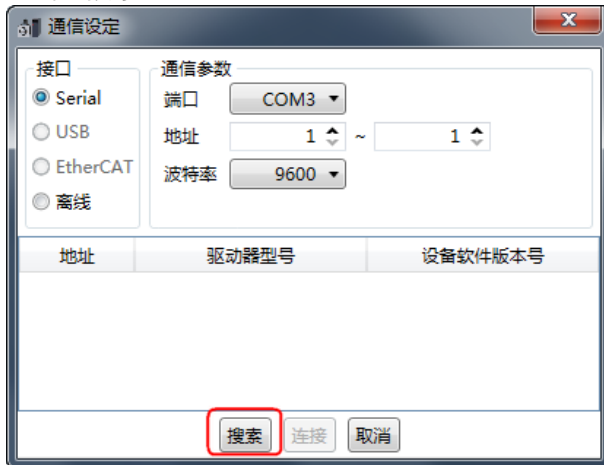 通信设定
接口
Serial
USB
EtherCAT
离线
通信参数
端口 COM3
地址 1 ~ 1
波特率 9600
地址 驱动器型号 设备软件版本号
搜索 连接 取消